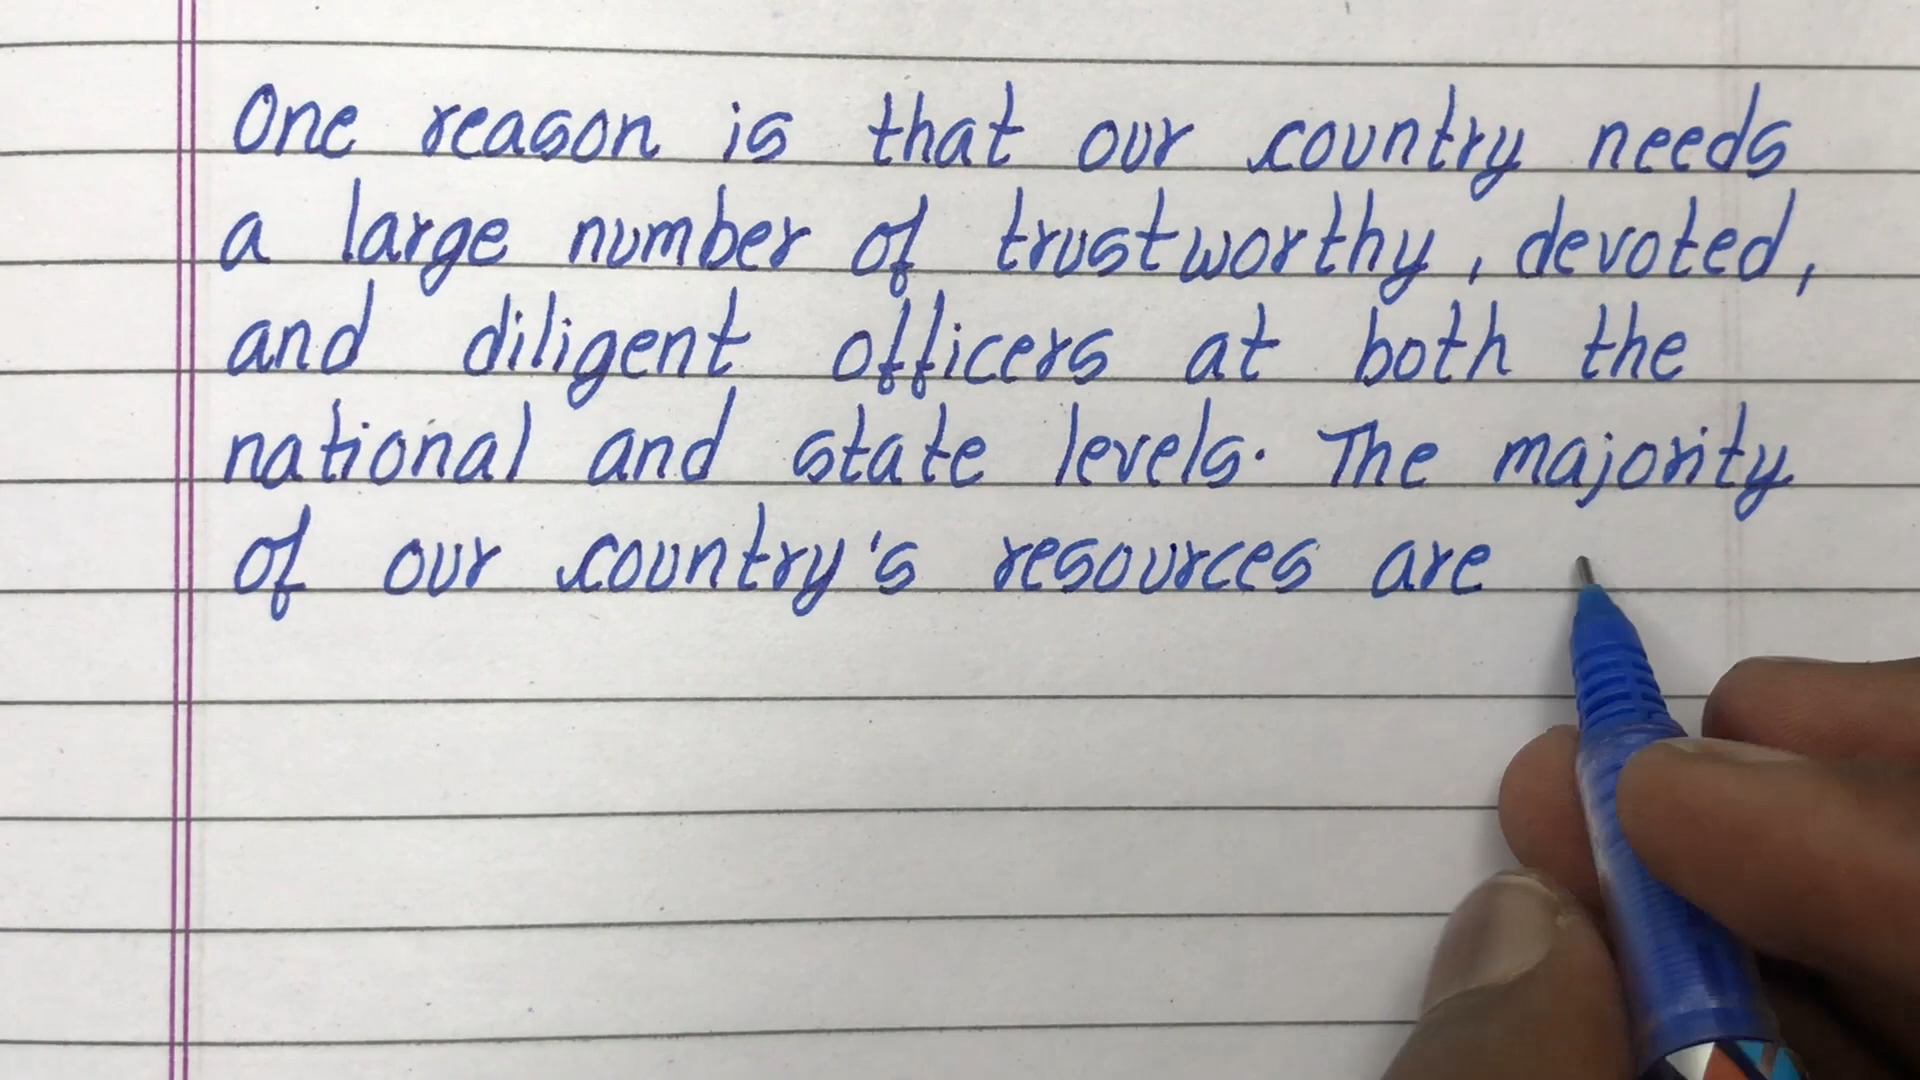 One reason is that our country needs
a large number of trustworthy, devoted,
and diligent officers at both the
national and state levels. The majority
of our country's resources are